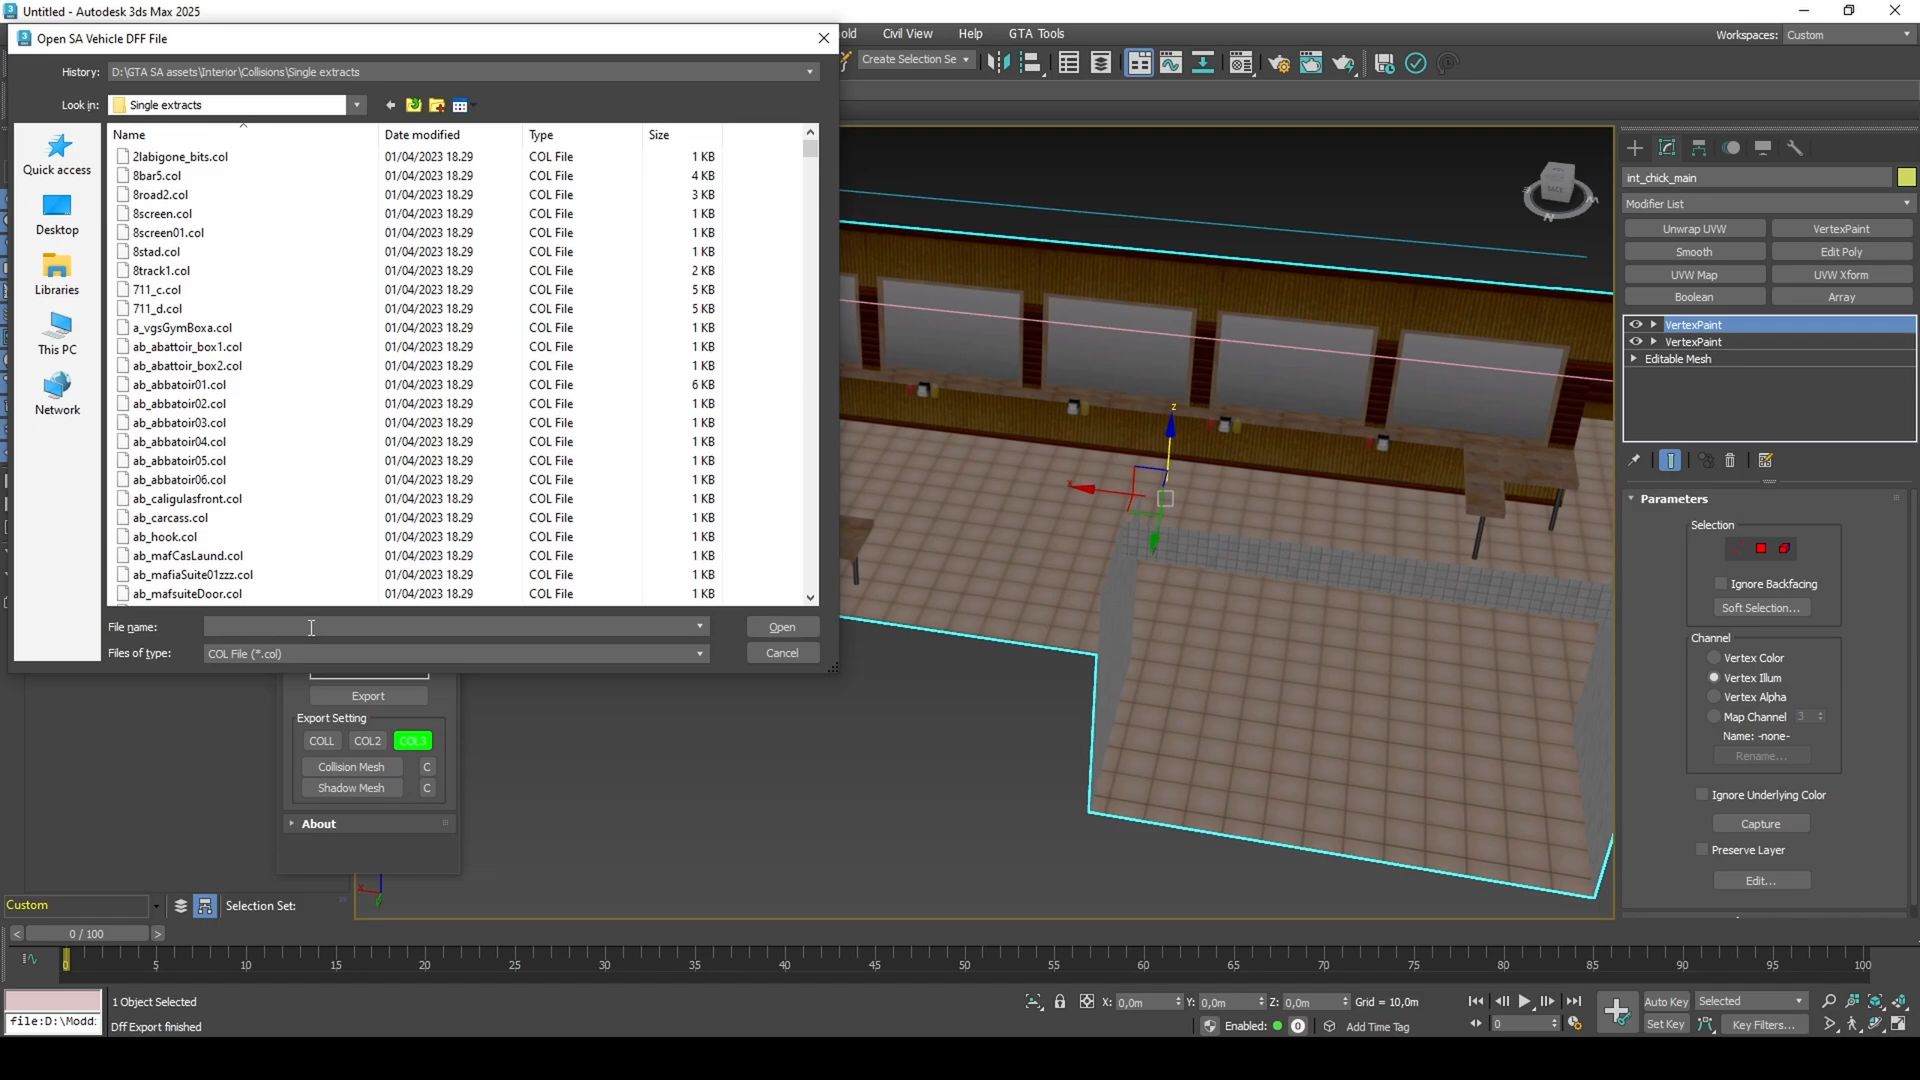 Untitled - Autodesk 3ds Max 2025
Open SA Vehicle DFF File
old Civil View Help GTA Tools
Workspaces: Custom
History: D:\GTA SA assets\Interior\Collisions\Single extracts
Create Selection Se
Look in: Single extracts
Name Date modified Type Size
2labigone_bits.col 01/04/2023 18.29 COL File 1 KB
8bar5.col 01/04/2023 18.29 COL File 4 KB
8road2.col 01/04/2023 18.29 COL File 3 KB
8screen.col 01/04/2023 18.29 COL File 1 KB
8screen01.col 01/04/2023 18.29 COL File 1 KB
8stad.col 01/04/2023 18.29 COL File 1 KB
8track1.col 01/04/2023 18.29 COL File 2 KB
711_c.col 01/04/2023 18.29 COL File 5 KB
711_d.col 01/04/2023 18.29 COL File 5 KB
a_vgsGymBoxa.col 01/04/2023 18.29 COL File 1 KB
ab_abattoir_box1.col 01/04/2023 18.29 COL File 1 KB
ab_abattoir_box2.col 01/04/2023 18.29 COL File 1 KB
ab_abbatoir01.col 01/04/2023 18.29 COL File 6 KB
ab_abbatoir02.col 01/04/2023 18.29 COL File 1 KB
ab_abbatoir03.col 01/04/2023 18.29 COL File 1 KB
ab_abbatoir04.col 01/04/2023 18.29 COL File 1 KB
ab_abbatoir05.col 01/04/2023 18.29 COL File 1 KB
ab_abbatoir06.col 01/04/2023 18.29 COL File 1 KB
ab_caligulasfront.col 01/04/2023 18.29 COL File 1 KB
ab_carcass.col 01/04/2023 18.29 COL File 1 KB
ab_hook.col 01/04/2023 18.29 COL File 1 KB
ab_mafCasLaund.col 01/04/2023 18.29 COL File 1 KB
ab_mafiaSuite01zzz.col 01/04/2023 18.29 COL File 1 KB
ab_mafsuiteDoor.col 01/04/2023 18.29 COL File 1 KB
Quick access
Desktop
Libraries
This PC
Network
File name: Open
Files of type: COL File (*.col) Cancel
Export
Export Setting
COLL COL2 COL3
Collision Mesh C
Shadow Mesh C
About
BACK
N
z
x
int_chick_main
Modifier List
Unwrap UVW VertexPaint
Smooth Edit Poly
UVW Map UVW Xform
Boolean Array
VertexPaint
VertexPaint
Editable Mesh
Parameters
Selection
Ignore Backfacing
Soft Selection...
Channel
Vertex Color
Vertex Illum
Vertex Alpha
Map Channel 3
Name: -none-
Rename...
Ignore Underlying Color
Capture
Preserve Layer
Edit...
Custom Selection Set:
< 0 / 100 >
0 5 10 15 20 25 30 35 40 45 50 55 60 65 70 75 80 85 90 95 100
1 Object Selected
file:D:\Modd:
Dff Export finished
X: 0,0m Y: 0,0m Z: 0,0m Grid = 10,0m
Enabled: 0 Add Time Tag
0
Auto Key Selected
Set Key Key Filters...